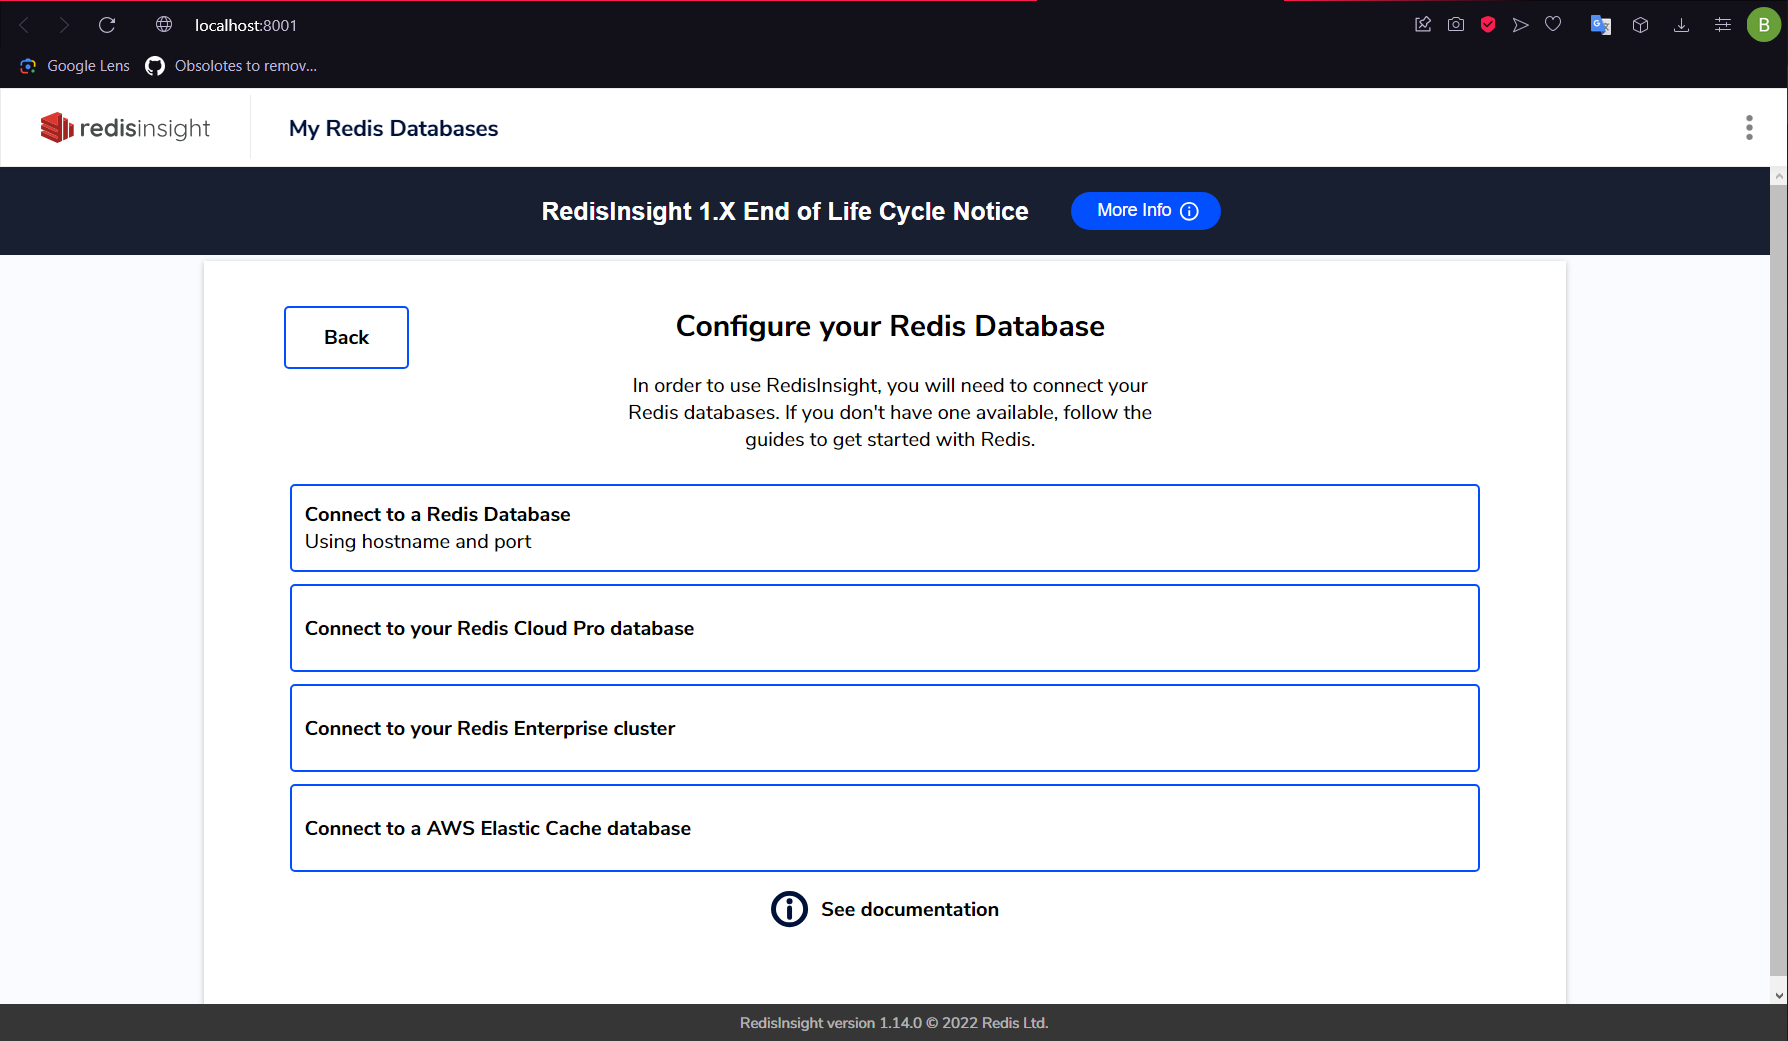 localhost:8001
B
Google Lens
Obsolotes to remov...
redisinsight
My Redis Databases
RedisInsight 1.X End of Life Cycle Notice
More Info
Back
Configure your Redis Database
In order to use RedisInsight, you will need to connect your
Redis databases. If you don't have one available, follow the
guides to get started with Redis.
Connect to a Redis Database
Using hostname and port
Connect to your Redis Cloud Pro database
Connect to your Redis Enterprise cluster
Connect to a AWS Elastic Cache database
See documentation
RedisInsight version 1.14.0 © 2022 Redis Ltd.